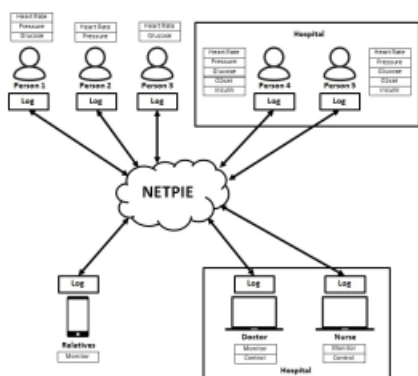 Heart Rate
Pressure
Glucose
Person 1
Log
Heart Rate
Pressure
Person 2
Log
Heart Rate
Glucose
Person 3
Log
Hospital
Heart Rate
Pressure
Glucose
Insulin
Person 4
Log
Person 5
Log
Heart Rate
Pressure
Glucose
Insulin
NETPIE
Log
Relatives
Monitor
Log
Doctor
Monitor
Control
Log
Nurse
Monitor
Control
Hospital